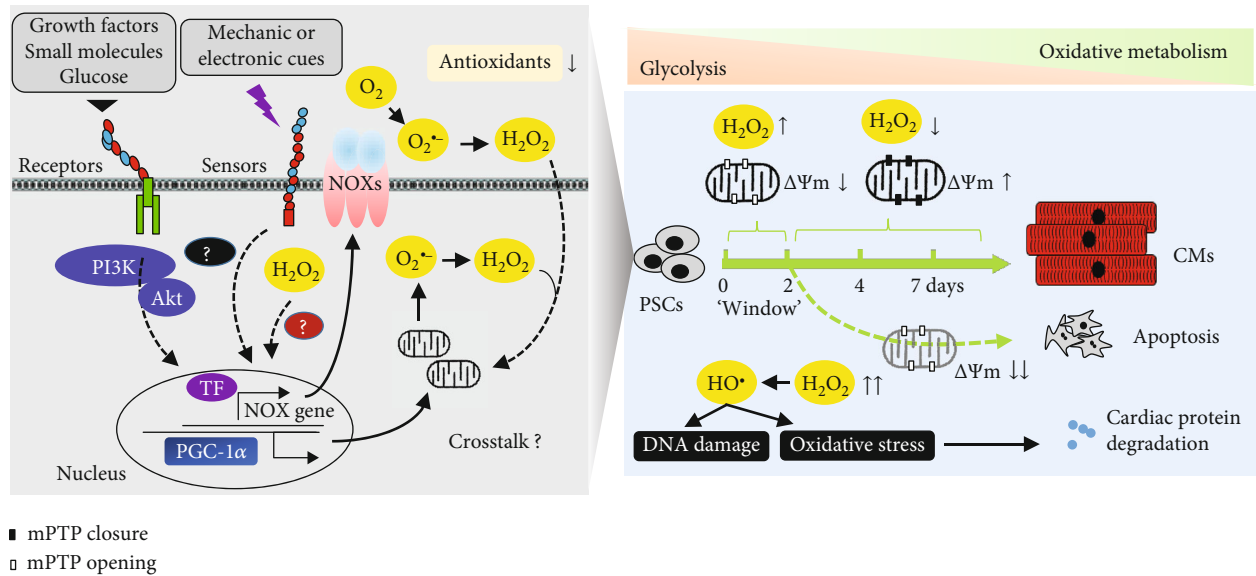 Growth factors
Small molecules
Glucose
Mechanic or
electronic cues
Antioxidants ↓
O₂
O₂•–
H₂O₂
Receptors
Sensors
NOXs
PI3K
Akt
?
H₂O₂
?
O₂•–
H₂O₂
TF
NOX gene
PGC-1α
Nucleus
Crosstalk ?
Glycolysis
Oxidative metabolism
H₂O₂ ↑
H₂O₂ ↓
ΔΨm ↓
ΔΨm ↑
PSCs
0
2
4
7 days
'Window'
CMs
Apoptosis
ΔΨm ↓↓
HO•
H₂O₂ ↑↑
DNA damage
Oxidative stress
Cardiac protein
degradation
mPTP closure
mPTP opening